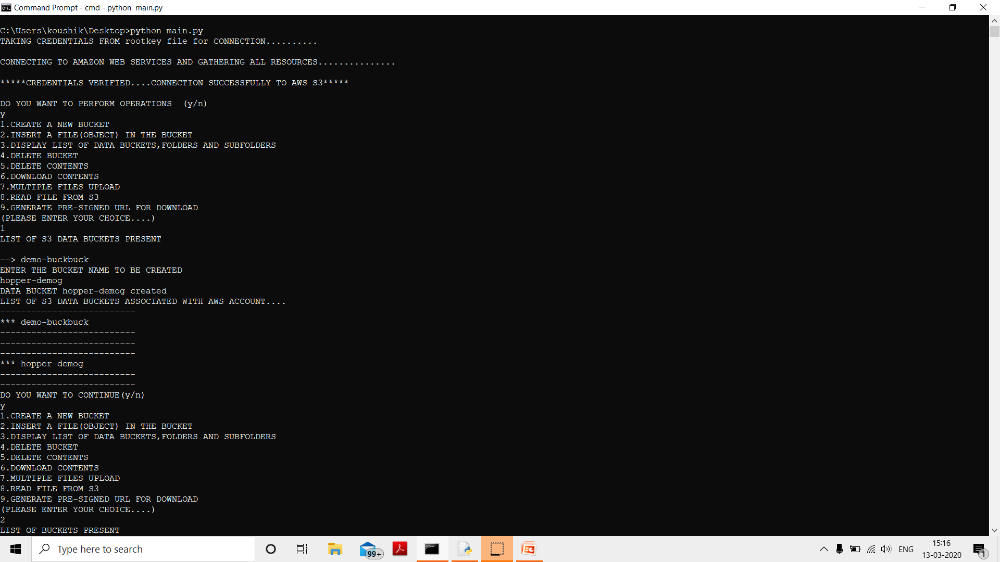 Command Prompt - cmd - python  main.py
C:\Users\koushik\Desktop>python main.py
TAKING CREDENTIALS FROM rootkey file for CONNECTION..........
CONNECTING TO AMAZON WEB SERVICES AND GATHERING ALL RESOURCES...............
*****CREDENTIALS VERIFIED....CONNECTION SUCCESSFULLY TO AWS S3*****
DO YOU WANT TO PERFORM OPERATIONS  (y/n)
y
1.CREATE A NEW BUCKET
2.INSERT A FILE(OBJECT) IN THE BUCKET
3.DISPLAY LIST OF DATA BUCKETS,FOLDERS AND SUBFOLDERS
4.DELETE BUCKET
5.DELETE CONTENTS
6.DOWNLOAD CONTENTS
7.MULTIPLE FILES UPLOAD
8.READ FILE FROM S3
9.GENERATE PRE-SIGNED URL FOR DOWNLOAD
(PLEASE ENTER YOUR CHOICE....)
1
LIST OF S3 DATA BUCKETS PRESENT
--> demo-buckbuck
ENTER THE BUCKET NAME TO BE CREATED
hopper-demog
DATA BUCKET hopper-demog created
LIST OF S3 DATA BUCKETS ASSOCIATED WITH AWS ACCOUNT....
--------------------------
*** demo-buckbuck
--------------------------
--------------------------
--------------------------
*** hopper-demog
--------------------------
--------------------------
DO YOU WANT TO CONTINUE(y/n)
y
1.CREATE A NEW BUCKET
2.INSERT A FILE(OBJECT) IN THE BUCKET
3.DISPLAY LIST OF DATA BUCKETS,FOLDERS AND SUBFOLDERS
4.DELETE BUCKET
5.DELETE CONTENTS
6.DOWNLOAD CONTENTS
7.MULTIPLE FILES UPLOAD
8.READ FILE FROM S3
9.GENERATE PRE-SIGNED URL FOR DOWNLOAD
(PLEASE ENTER YOUR CHOICE....)
2
LIST OF BUCKETS PRESENT
Type here to search
99+
ENG
15:16
13-03-2020
1